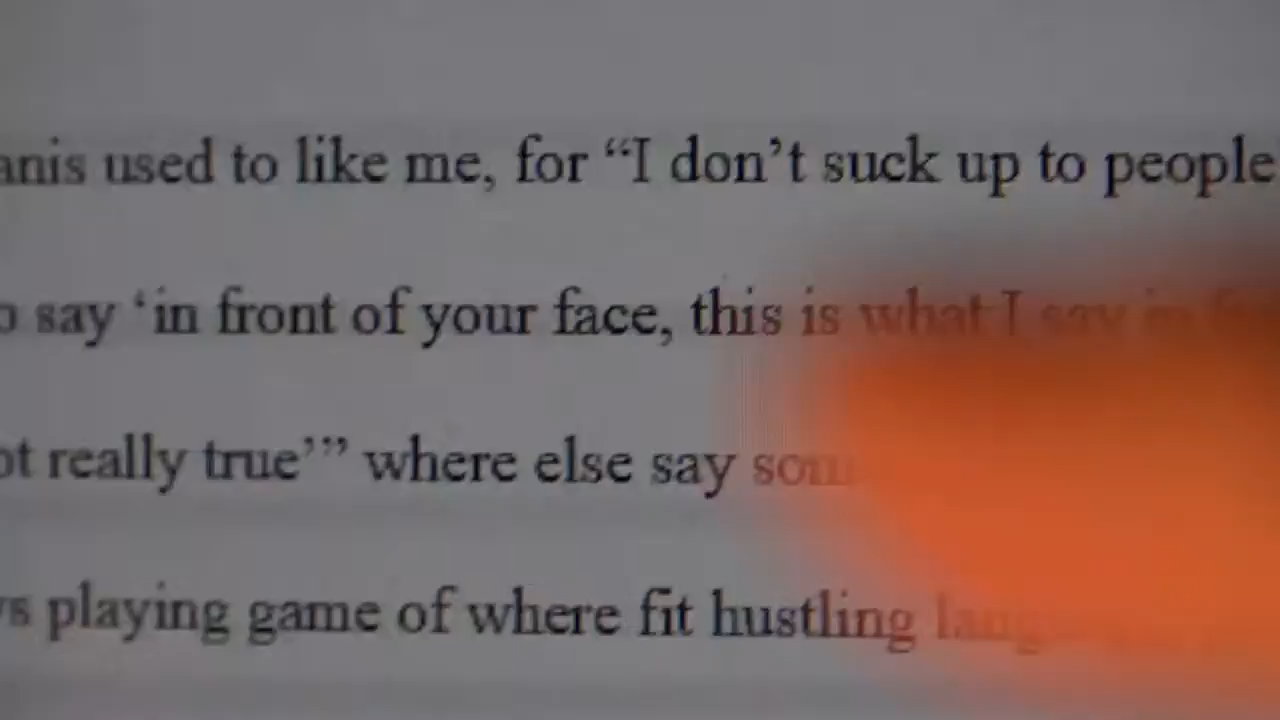 anis used to like me, for “I don’t suck up to people
o say ‘in front of your face, this is what I say in
ot really true’” where else say
s playing game of where fit hustling